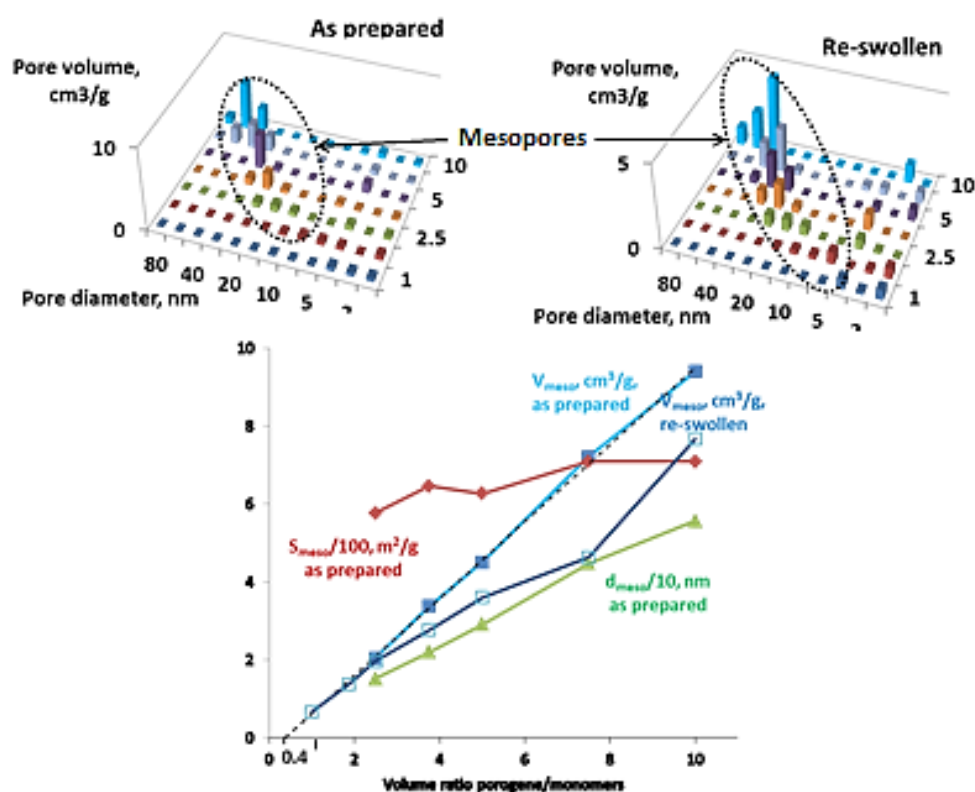 As prepared
Re-swollen
Pore volume,
cm3/g
Pore volume,
cm3/g
Mesopores
10
0
80
40
20
10
5
10
5
2.5
1
Pore diameter, nm
5
0
80
40
20
10
5
10
5
2.5
1
Pore diameter, nm
10
8
6
4
2
0
Vmeso, cm³/g,
as prepared
Vmeso, cm³/g,
re-swollen
Smeso/100, m²/g
as prepared
dmeso/10, nm
as prepared
0
0.4
2
4
6
8
10
Volume ratio porogene/monomers